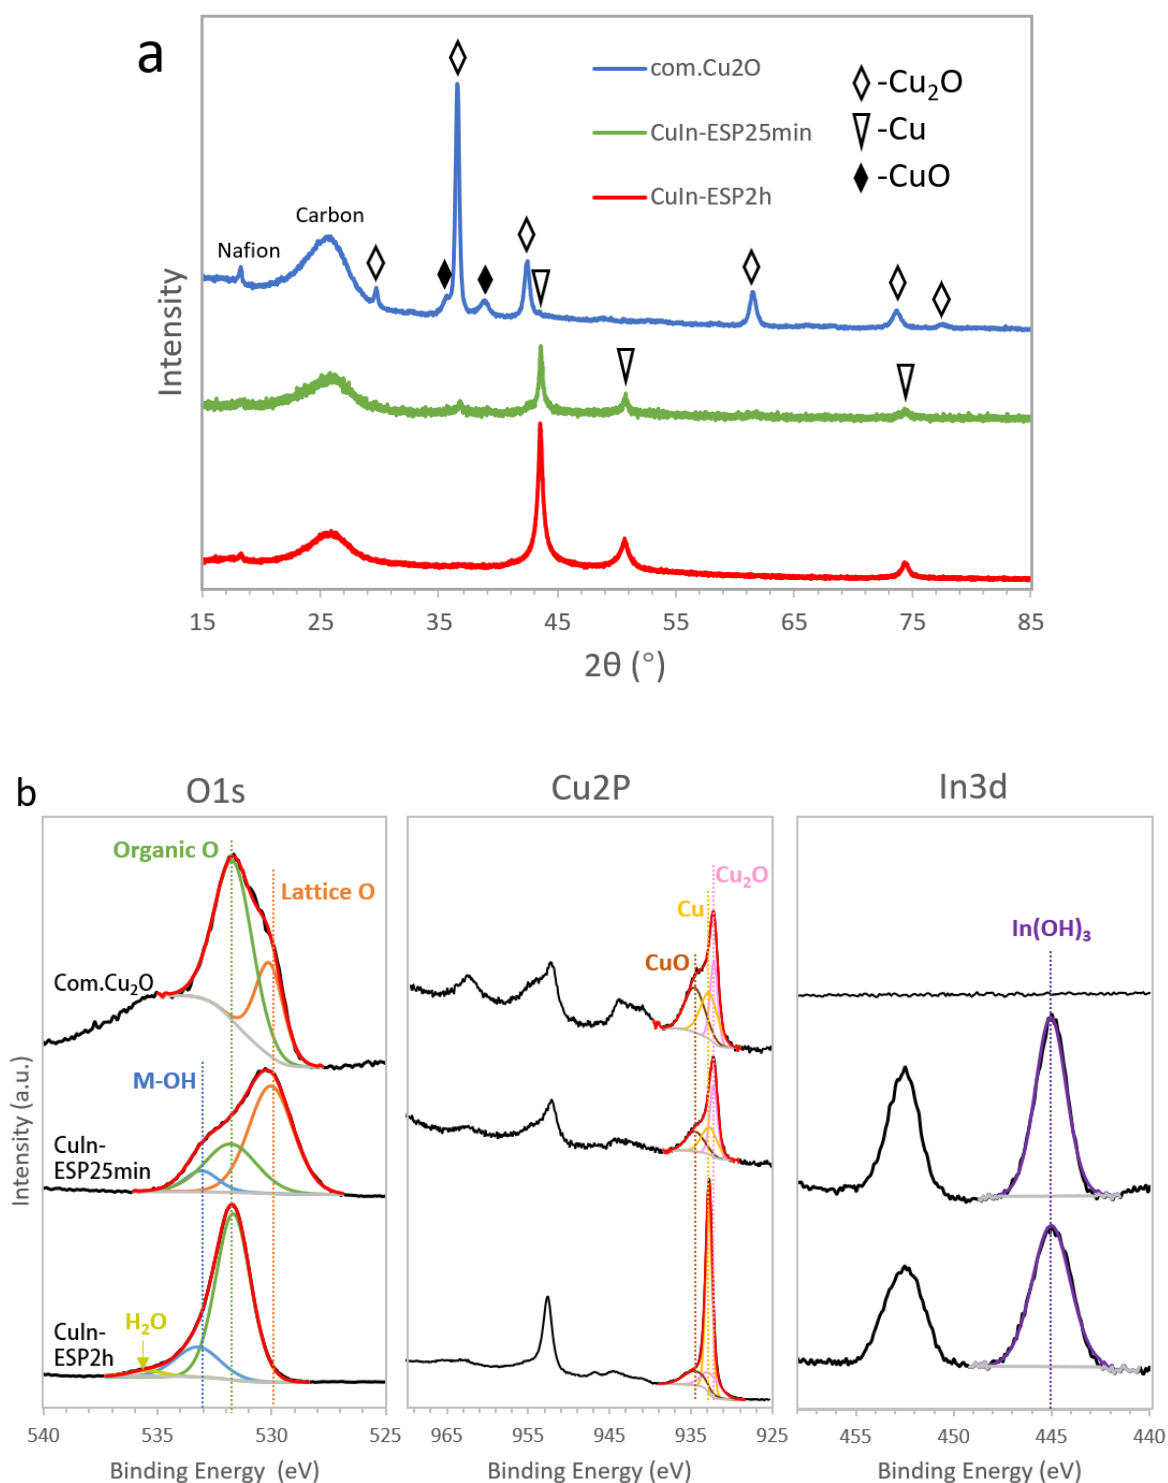 a
com.Cu2O
CuIn-ESP25min
CuIn-ESP2h
-Cu₂O
-Cu
-CuO
Nafion
Carbon
Intensity
15 25 35 45 55 65 75 85
2θ (°)
b
O1s
Cu2P
In3d
Organic O
Lattice O
Com.Cu₂O
M-OH
CuIn-
ESP25min
H₂O
CuIn-
ESP2h
Cu₂O
Cu
CuO
In(OH)₃
Intensity (a.u.)
540 535 530 525
965 955 945 935 925
455 450 445 440
Binding Energy (eV)
Binding Energy (eV)
Binding Energy (eV)